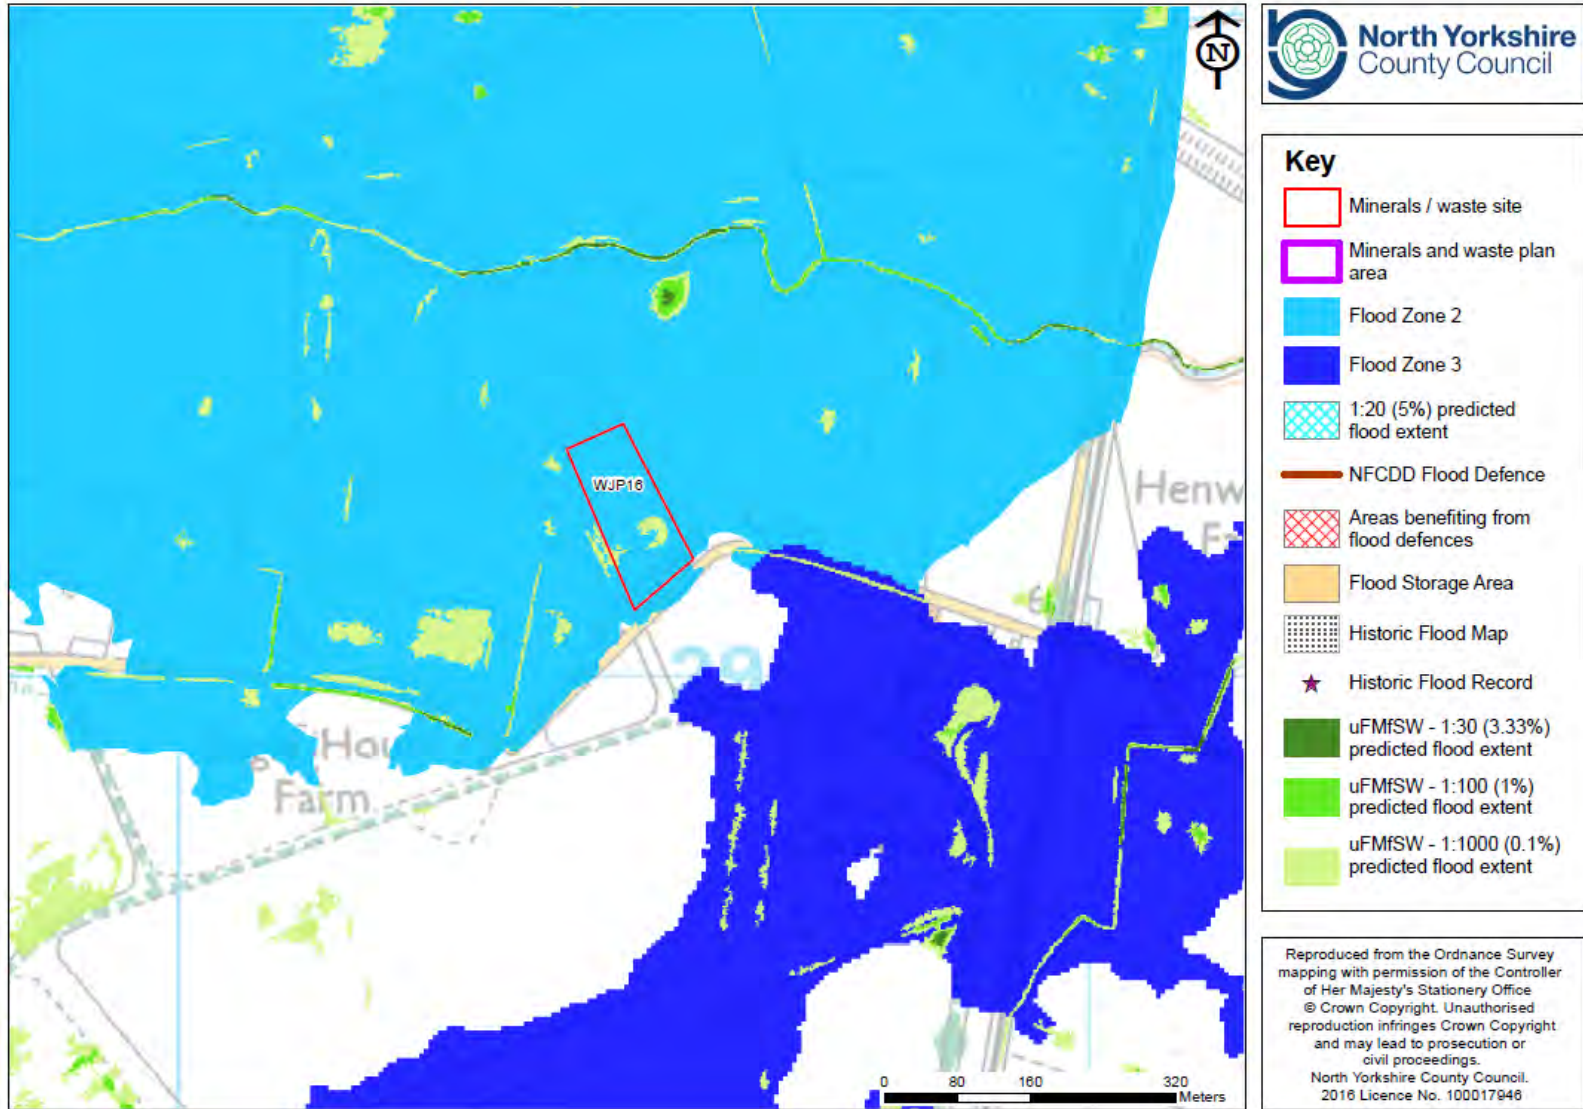 N
North Yorkshire
County Council
WJP16
Henw
29
Hou
Farm
0 80 160 320
Meters
Key
Minerals / waste site
Minerals and waste plan
area
Flood Zone 2
Flood Zone 3
1:20 (5%) predicted
flood extent
NFCDD Flood Defence
Areas benefiting from
flood defences
Flood Storage Area
Historic Flood Map
Historic Flood Record
uFMfSW - 1:30 (3.33%)
predicted flood extent
uFMfSW - 1:100 (1%)
predicted flood extent
uFMfSW - 1:1000 (0.1%)
predicted flood extent
Reproduced from the Ordnance Survey
mapping with permission of the Controller
of Her Majesty's Stationery Office
© Crown Copyright. Unauthorised
reproduction infringes Crown Copyright
and may lead to prosecution or
civil proceedings.
North Yorkshire County Council.
2016 Licence No. 100017946